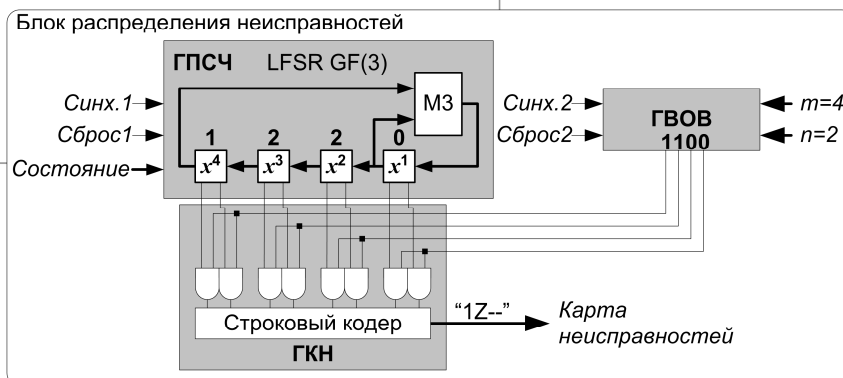 Блок распределения неисправностей
ГПСЧ LFSR GF(3)
М3
Синх.1
Сброс1
Состояние
1 2 2 0
x⁴ x³ x² x¹
Синх.2
Сброс2
ГВОВ
1100
m=4
n=2
Строковый кодер
ГКН
“1Z--”
Карта
неисправностей